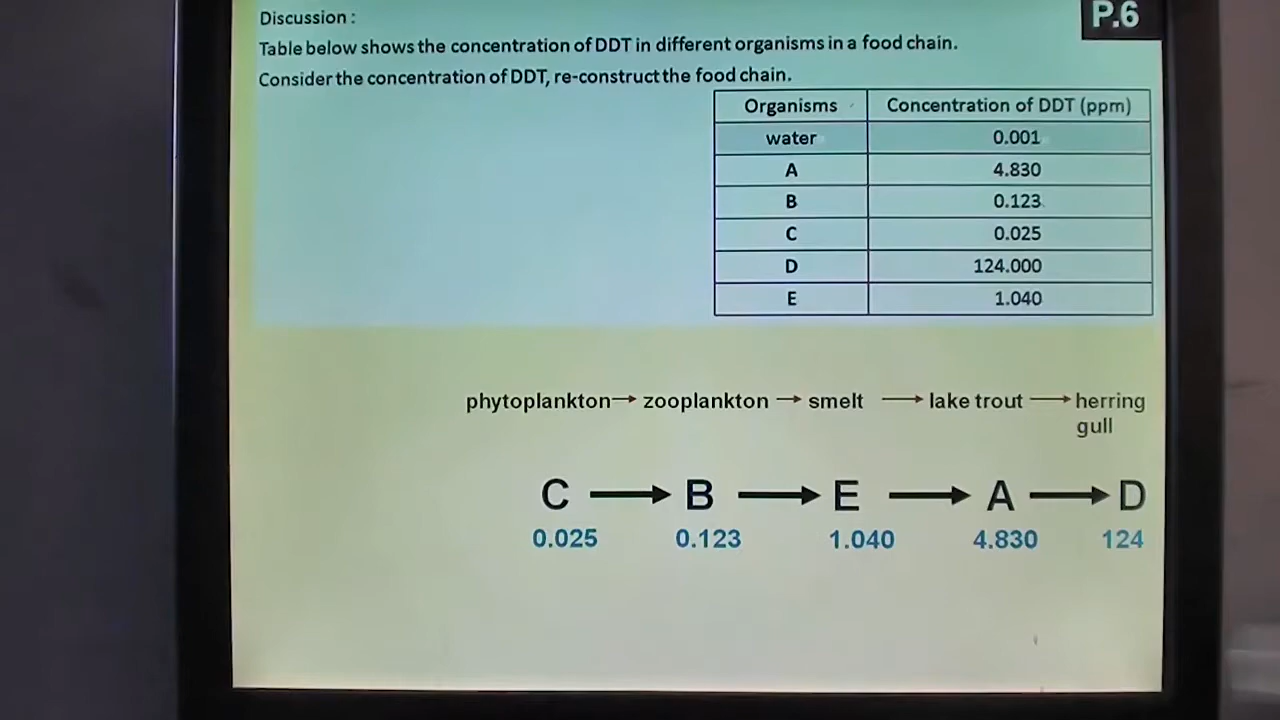 P.6
Discussion :
Table below shows the concentration of DDT in different organisms in a food chain.
Consider the concentration of DDT, re-construct the food chain.
Organisms Concentration of DDT (ppm)
water 0.001
A 4.830
B 0.123
C 0.025
D 124.000
E 1.040
phytoplankton → zooplankton → smelt → lake trout → herring
gull
C → B → E → A → D
0.025 0.123 1.040 4.830 124